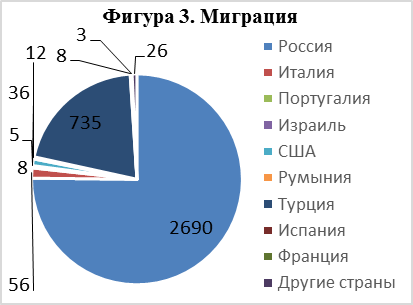 Фигура 3. Миграция
3
12
8
26
36
5
8
56
735
2690
Россия
Италия
Португалия
Израиль
США
Румыния
Турция
Испания
Франция
Другие страны